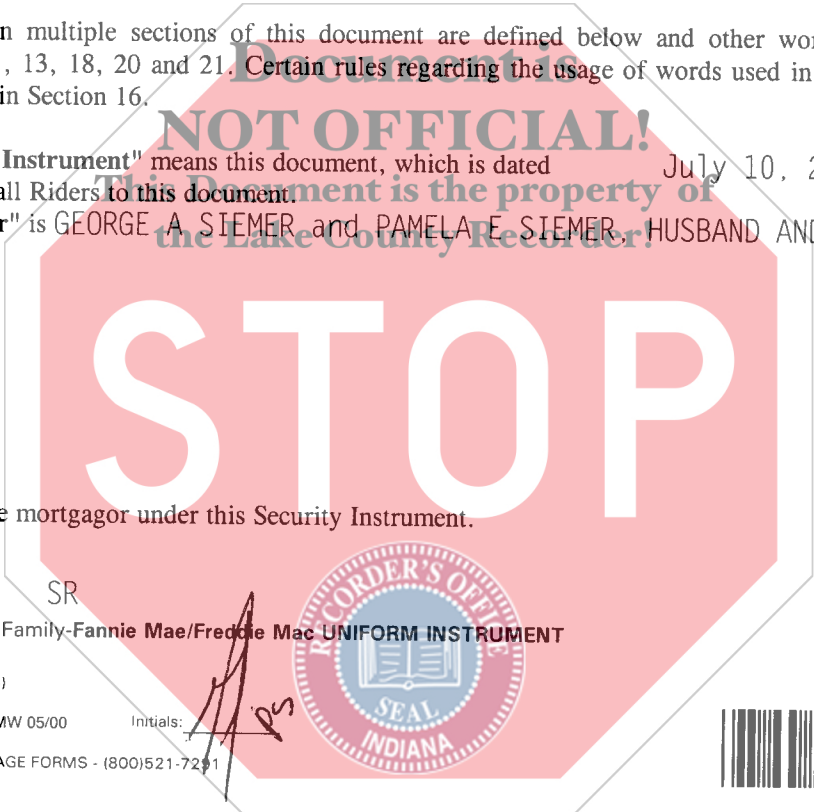 n multiple sections of this document are defined below and other wor
, 13, 18, 20 and 21. Certain rules regarding the usage of words used in
in Section 16.
Document is
NOT OFFICIAL!
This Document is the property of
the Lake County Recorder!
Instrument" means this document, which is dated July 10, 2
all Riders to this document.
r" is GEORGE A SIEMER and PAMELA E SIEMER, HUSBAND AND
STOP
e mortgagor under this Security Instrument.
SR
Family-Fannie Mae/Freddie Mac UNIFORM INSTRUMENT
)
MW 05/00 Initials: PS
AGE FORMS - (800)521-7291
RECORDER'S OFFICE
SEAL
INDIANA